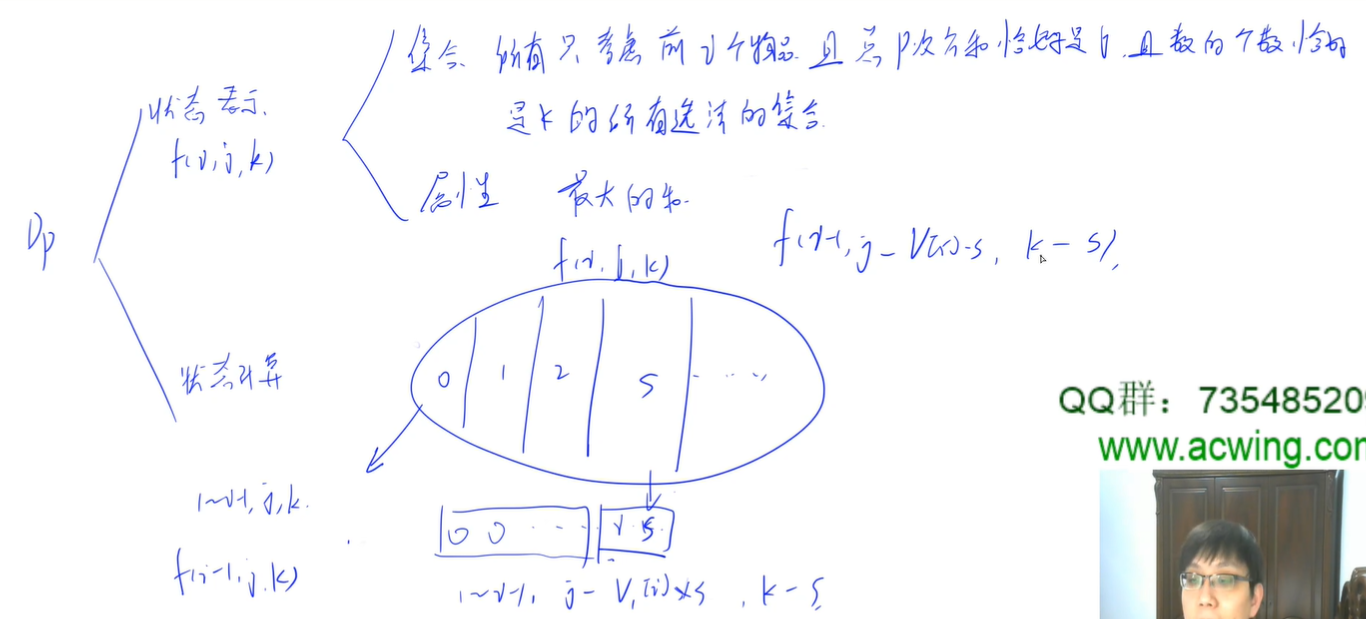 集合 所有只考虑前i个物品且总p次方和恰好是j,且数的个数恰好
是k的所有选法的集合.
状态表示.
f(i,j,k)
属性 最大的和.
Dp
f(i,j,k)
f(i-1, j-V[i]·s, k-s),
0 1 2 s ...
状态计算
QQ群：73548520
www.acwing.co
1~i-1, j, k.
0 0 ...
f(i-1,j,k)
1~i-1, j-V[i]×s, k-s